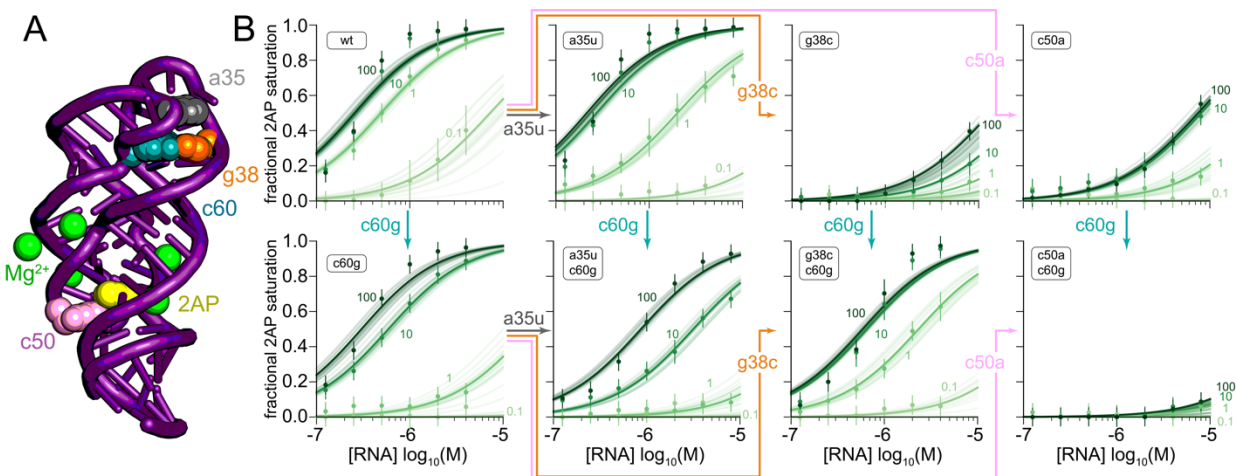 A
a35
g38
c60
Mg2+
2AP
c50
B
fractional 2AP saturation
1.0
0.8
0.6
0.4
0.2
0.0
wt
100
10
1
0.1
a35u
a35u
100
10
1
0.1
g38c
g38c
100
10
1
0.1
c50a
c50a
100
10
1
0.1
c60g
c60g
c60g
c60g
fractional 2AP saturation
1.0
0.8
0.6
0.4
0.2
0.0
c60g
100
10
1
0.1
a35u
a35u
c60g
100
10
1
0.1
g38c
g38c
c60g
100
10
1
0.1
c50a
c50a
c60g
100
10
1
0.1
-7 -6 -5
-7 -6 -5
-7 -6 -5
-7 -6 -5
[RNA] log10(M)
[RNA] log10(M)
[RNA] log10(M)
[RNA] log10(M)